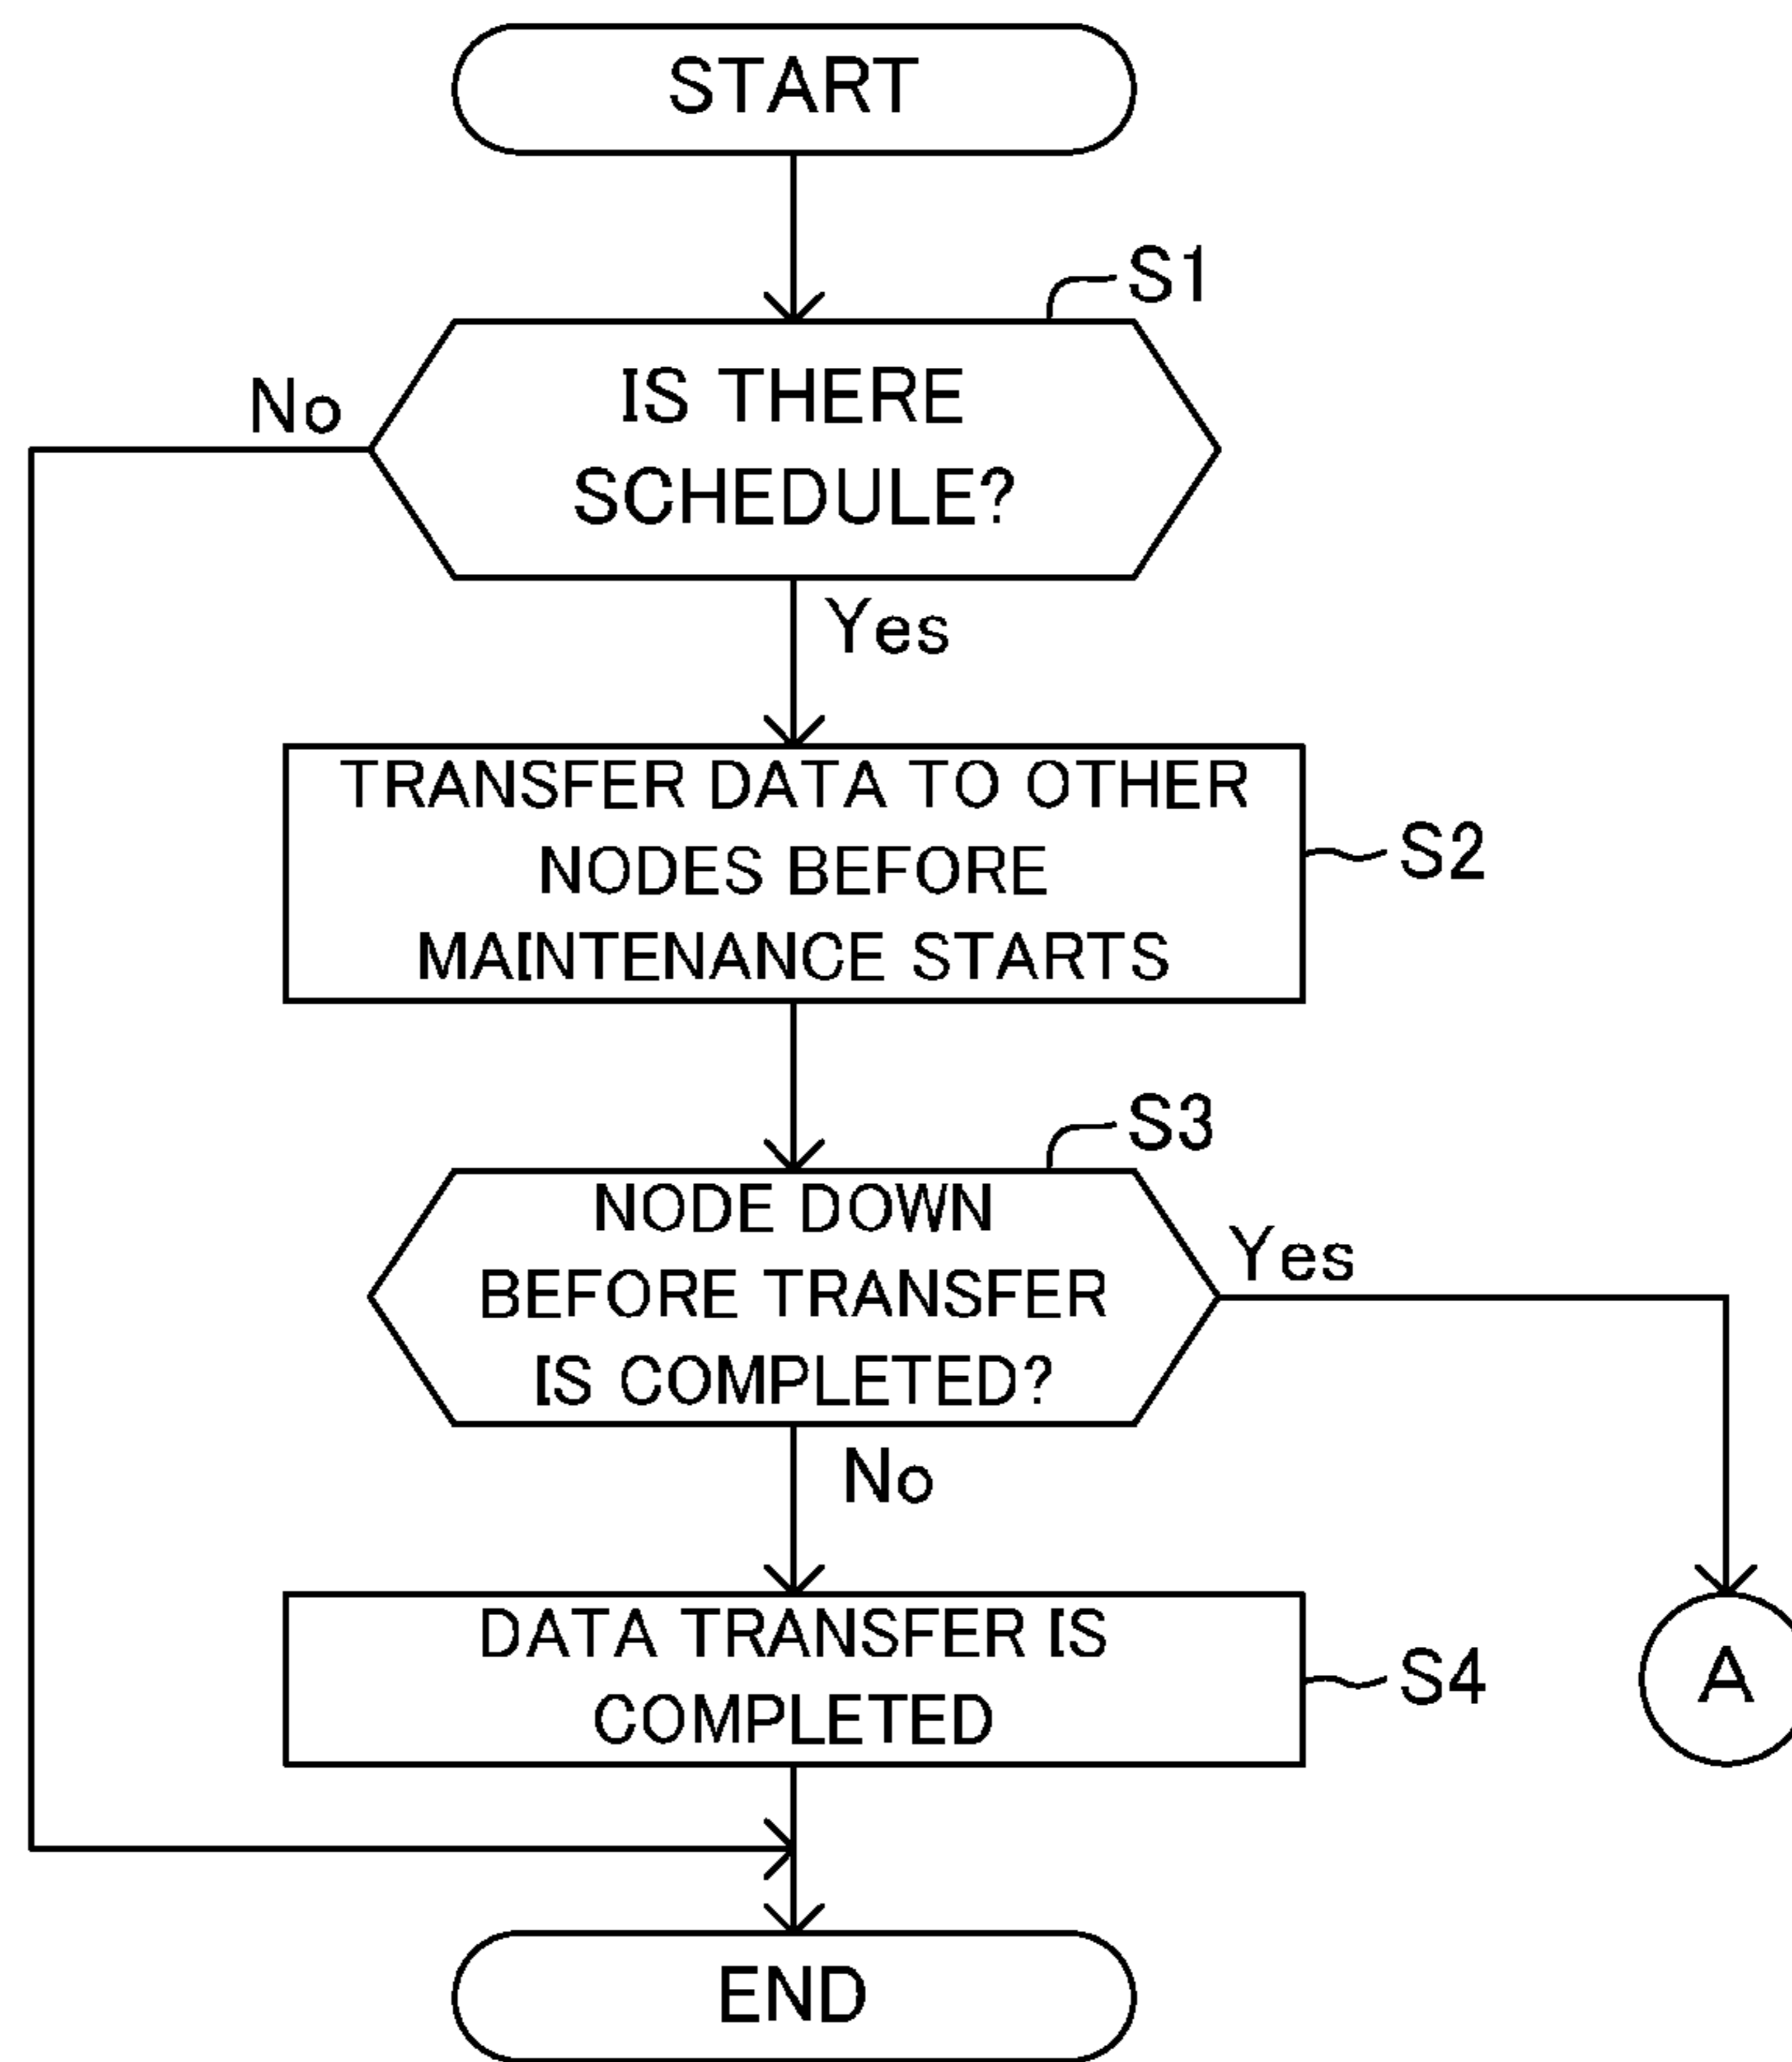 START
S1
No
IS THERE
SCHEDULE?
Yes
TRANSFER DATA TO OTHER
NODES BEFORE
MAINTENANCE STARTS
S2
S3
NODE DOWN
BEFORE TRANSFER
IS COMPLETED?
Yes
No
DATA TRANSFER IS
COMPLETED
S4
A
END